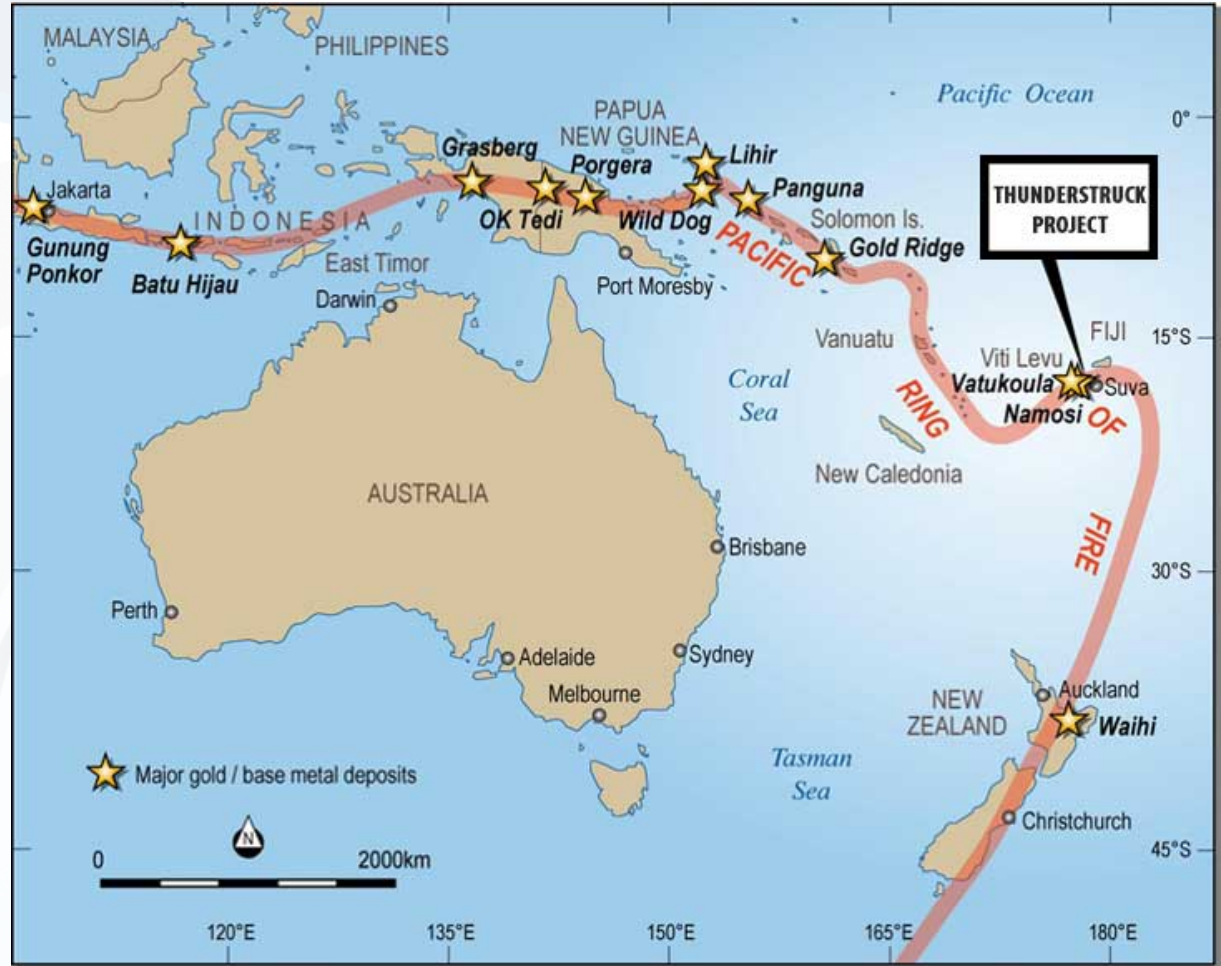 MALAYSIA
PHILIPPINES
Pacific Ocean
0°
PAPUA
NEW GUINEA
Grasberg
Porgera
Lihir
THUNDERSTRUCK
PROJECT
Jakarta
INDONESIA
OK Tedi
Wild Dog
Panguna
Solomon Is.
Gold Ridge
Gunung
Ponkor
Batu Hijau
East Timor
Darwin
Port Moresby
PACIFIC
Vanuatu
FIJI
15°S
Viti Levu
Coral
Sea
Vatukoula
Suva
Namosi
RING
OF
New Caledonia
AUSTRALIA
FIRE
Brisbane
30°S
Perth
Adelaide
Sydney
Melbourne
NEW
ZEALAND
Auckland
Waihi
Tasman
Sea
Major gold / base metal deposits
Christchurch
N
0
2000km
45°S
120°E
135°E
150°E
165°E
180°E